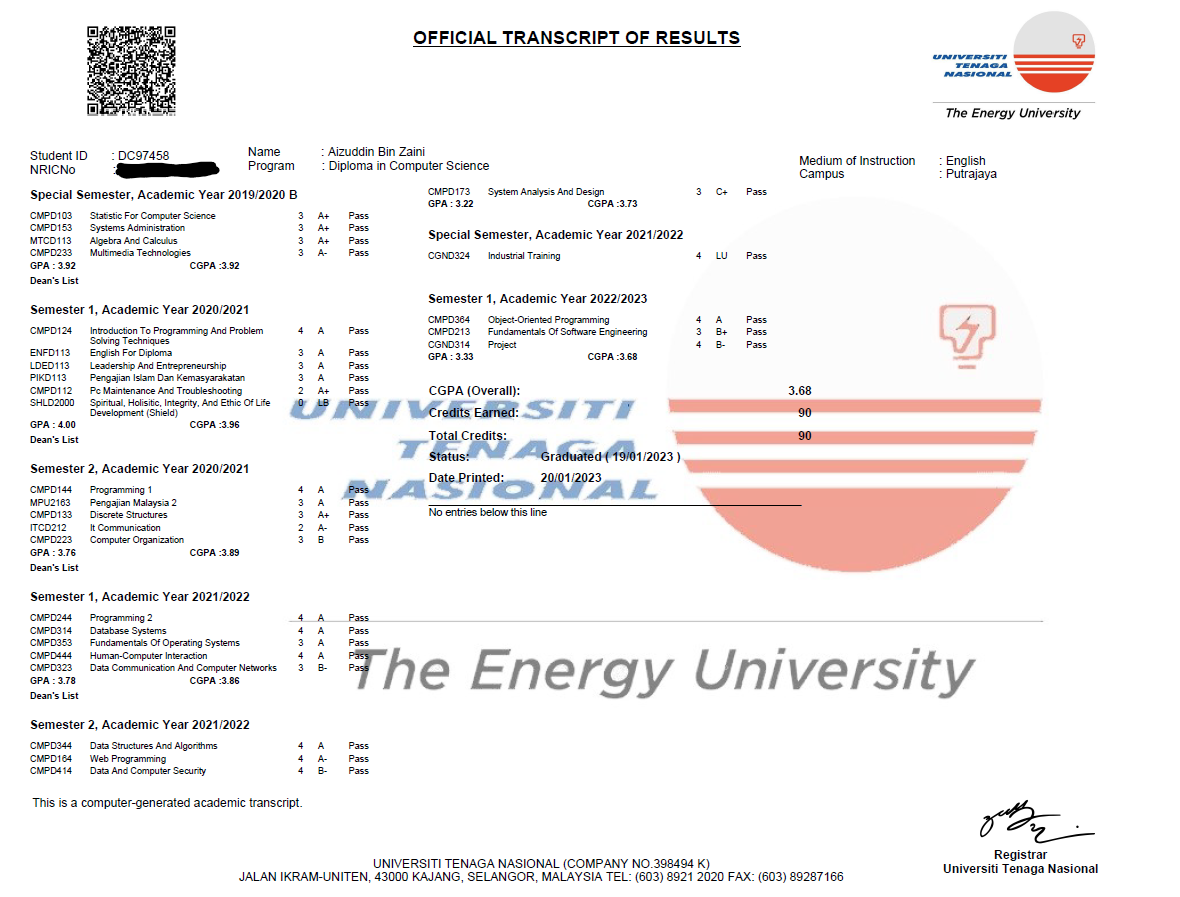 OFFICIAL TRANSCRIPT OF RESULTS
UNIVERSITI
TENAGA
NASIONAL
The Energy University
Student ID : DC97458
NRICNo :
Name : Aizuddin Bin Zaini
Program : Diploma in Computer Science
Medium of Instruction : English
Campus : Putrajaya
Special Semester, Academic Year 2019/2020 B
CMPD103 Statistic For Computer Science 3 A+ Pass
CMPD153 Systems Administration 3 A+ Pass
MTCD113 Algebra And Calculus 3 A+ Pass
CMPD233 Multimedia Technologies 3 A- Pass
GPA : 3.92 CGPA :3.92
Dean's List
Semester 1, Academic Year 2020/2021
CMPD124 Introduction To Programming And Problem 4 A Pass
Solving Techniques
ENFD113 English For Diploma 3 A Pass
LDED113 Leadership And Entrepreneurship 3 A Pass
PIKD113 Pengajian Islam Dan Kemasyarakatan 3 A Pass
CMPD112 Pc Maintenance And Troubleshooting 2 A+ Pass
SHLD2000 Spiritual, Holisitic, Integrity, And Ethic Of Life 0 LB Pass
Development (Shield)
GPA : 4.00 CGPA :3.96
Dean's List
Semester 2, Academic Year 2020/2021
CMPD144 Programming 1 4 A Pass
MPU2163 Pengajian Malaysia 2 3 A Pass
CMPD133 Discrete Structures 3 A+ Pass
ITCD212 It Communication 2 A- Pass
CMPD223 Computer Organization 3 B Pass
GPA : 3.76 CGPA :3.89
Dean's List
Semester 1, Academic Year 2021/2022
CMPD244 Programming 2 4 A Pass
CMPD314 Database Systems 4 A Pass
CMPD353 Fundamentals Of Operating Systems 3 A Pass
CMPD444 Human-Computer Interaction 4 A Pass
CMPD323 Data Communication And Computer Networks 3 B- Pass
GPA : 3.78 CGPA :3.86
Dean's List
Semester 2, Academic Year 2021/2022
CMPD344 Data Structures And Algorithms 4 A Pass
CMPD164 Web Programming 4 A- Pass
CMPD414 Data And Computer Security 4 B- Pass
CMPD173 System Analysis And Design 3 C+ Pass
GPA : 3.22 CGPA :3.73
Special Semester, Academic Year 2021/2022
CGND324 Industrial Training 4 LU Pass
Semester 1, Academic Year 2022/2023
CMPD364 Object-Oriented Programming 4 A Pass
CMPD213 Fundamentals Of Software Engineering 3 B+ Pass
CGND314 Project 4 B- Pass
GPA : 3.33 CGPA :3.68
CGPA (Overall): 3.68
Credits Earned: 90
Total Credits: 90
Status: Graduated ( 19/01/2023 )
Date Printed: 20/01/2023
No entries below this line
UNIVERSITI
TENAGA
NASIONAL
The Energy University
This is a computer-generated academic transcript.
Registrar
Universiti Tenaga Nasional
UNIVERSITI TENAGA NASIONAL (COMPANY NO.398494 K)
JALAN IKRAM-UNITEN, 43000 KAJANG, SELANGOR, MALAYSIA TEL: (603) 8921 2020 FAX: (603) 89287166